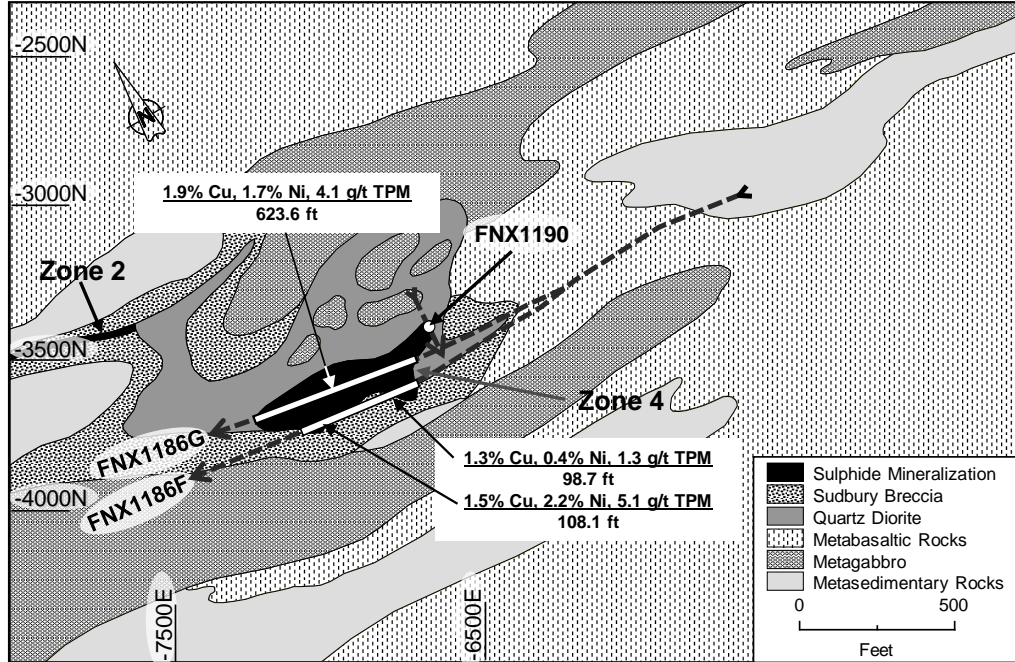 -2500N
N
-3000N
1.9% Cu, 1.7% Ni, 4.1 g/t TPM
623.6 ft
FNX1190
Zone 2
-3500N
Zone 4
FNX1186G
FNX1186F
1.3% Cu, 0.4% Ni, 1.3 g/t TPM
98.7 ft
1.5% Cu, 2.2% Ni, 5.1 g/t TPM
108.1 ft
-4000N
-7500E
-6500E
Sulphide Mineralization
Sudbury Breccia
Quartz Diorite
Metabasaltic Rocks
Metagabbro
Metasedimentary Rocks
0 500
Feet